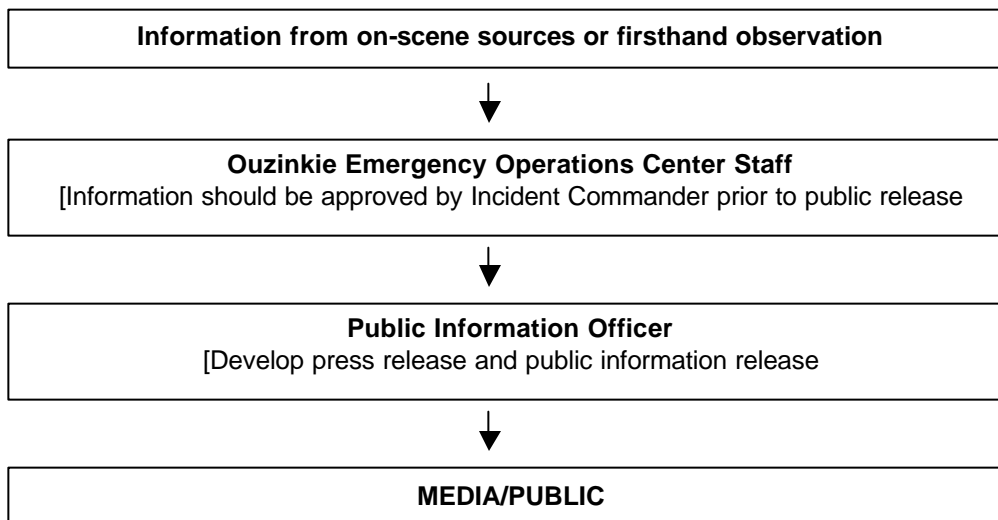 Information from on-scene sources or firsthand observation
Ouzinkie Emergency Operations Center Staff
[Information should be approved by Incident Commander prior to public release
Public Information Officer
[Develop press release and public information release
MEDIA/PUBLIC